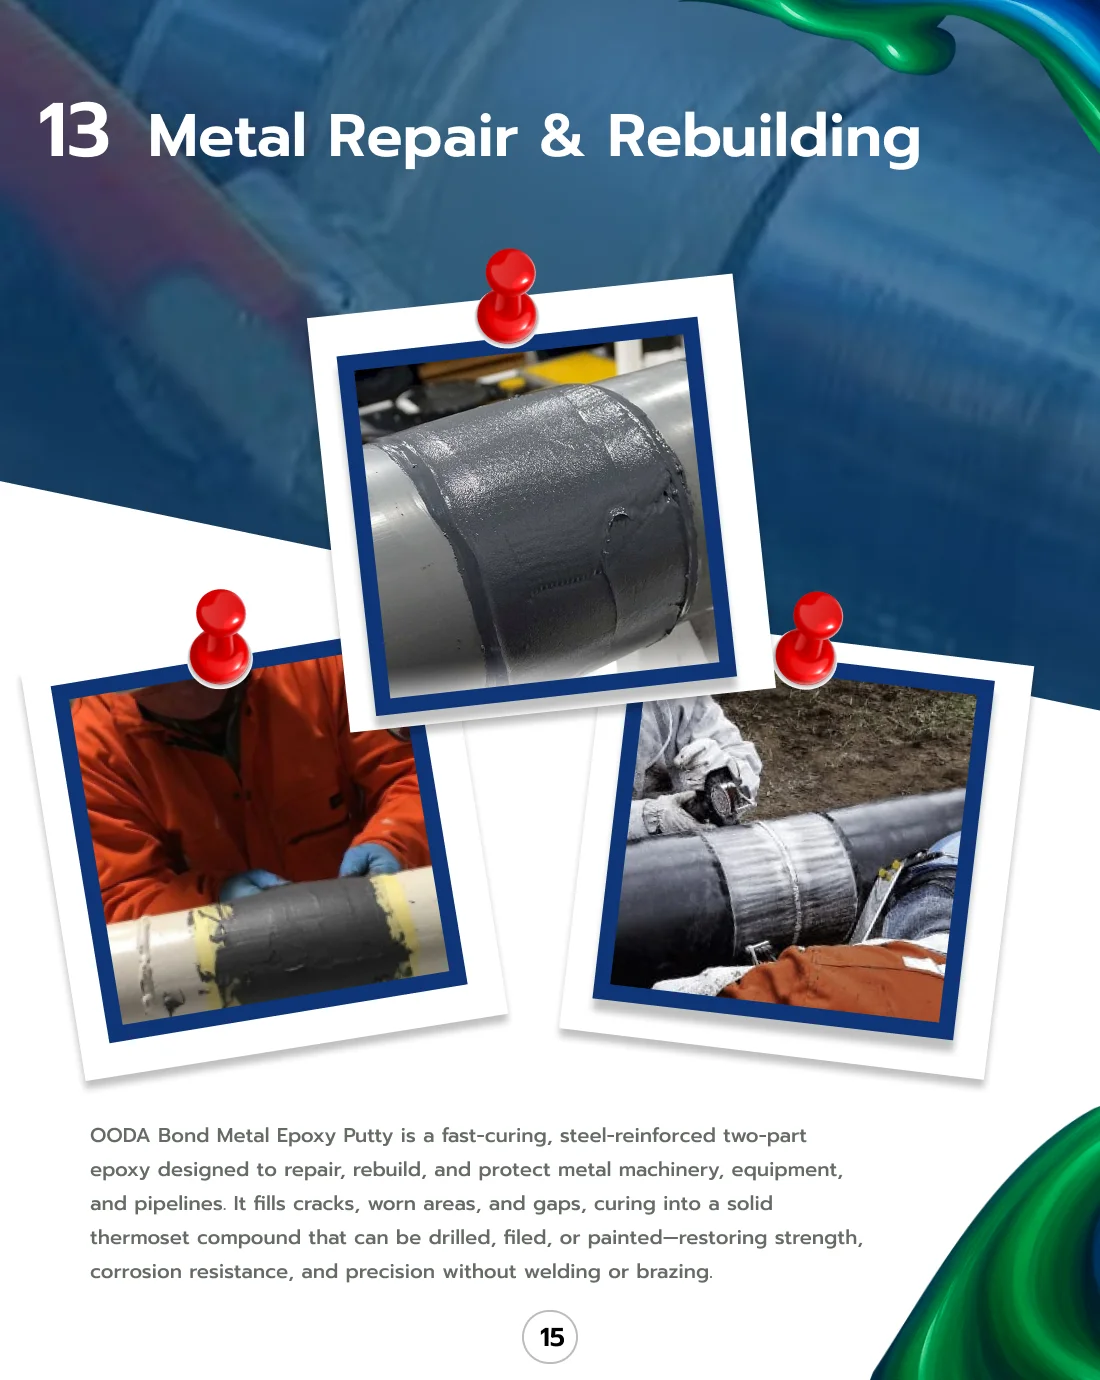 13 Metal Repair & Rebuilding
OODA Bond Metal Epoxy Putty is a fast-curing, steel-reinforced two-part
epoxy designed to repair, rebuild, and protect metal machinery, equipment,
and pipelines. It fills cracks, worn areas, and gaps, curing into a solid
thermoset compound that can be drilled, filed, or painted—restoring strength,
corrosion resistance, and precision without welding or brazing.
15